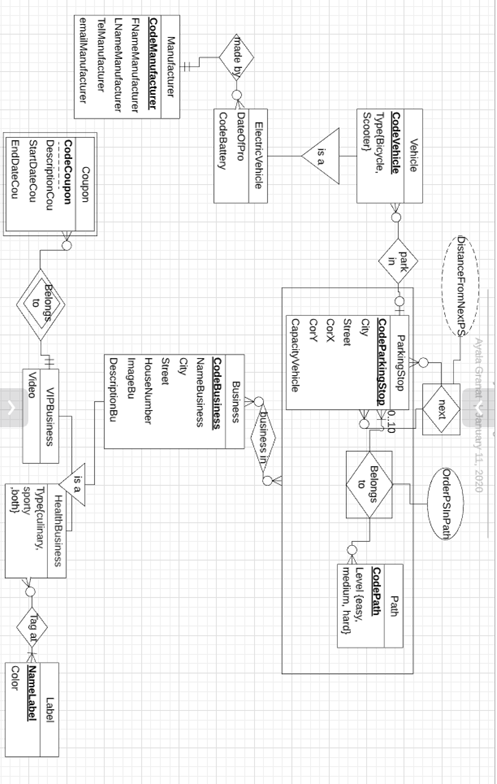 Manufacturer
CodeManufacturer
FNameManufacturer
LNameManufacturer
TelManufacturer
emailManufacturer
made by
ElectricVehicle
DateOfPro
CodeBattery
is a
Vehicle
CodeVehicle
Type{Bicycle,
Scooter}
park
in
DistanceFromNextPS
Coupon
CodeCoupon
DescriptionCou
StartDateCou
EndDateCou
Belongs
to
VIPBusiness
Video
Business
CodeBusiness
NameBusiness
City
Street
HouseNumber
ImageBu
DescriptionBu
business in
ParkingStop
CodeParkingStop
City
Street
CorX
CorY
CapacityVehicle
0..10
next
Belongs
to
OrderPSInPath
Path
CodePath
Level {easy,
medium, hard}
is a
HealthBusiness
Type{culinary,
sporty
,both}
Tag at
Label
NameLabel
Color
January 11, 2020